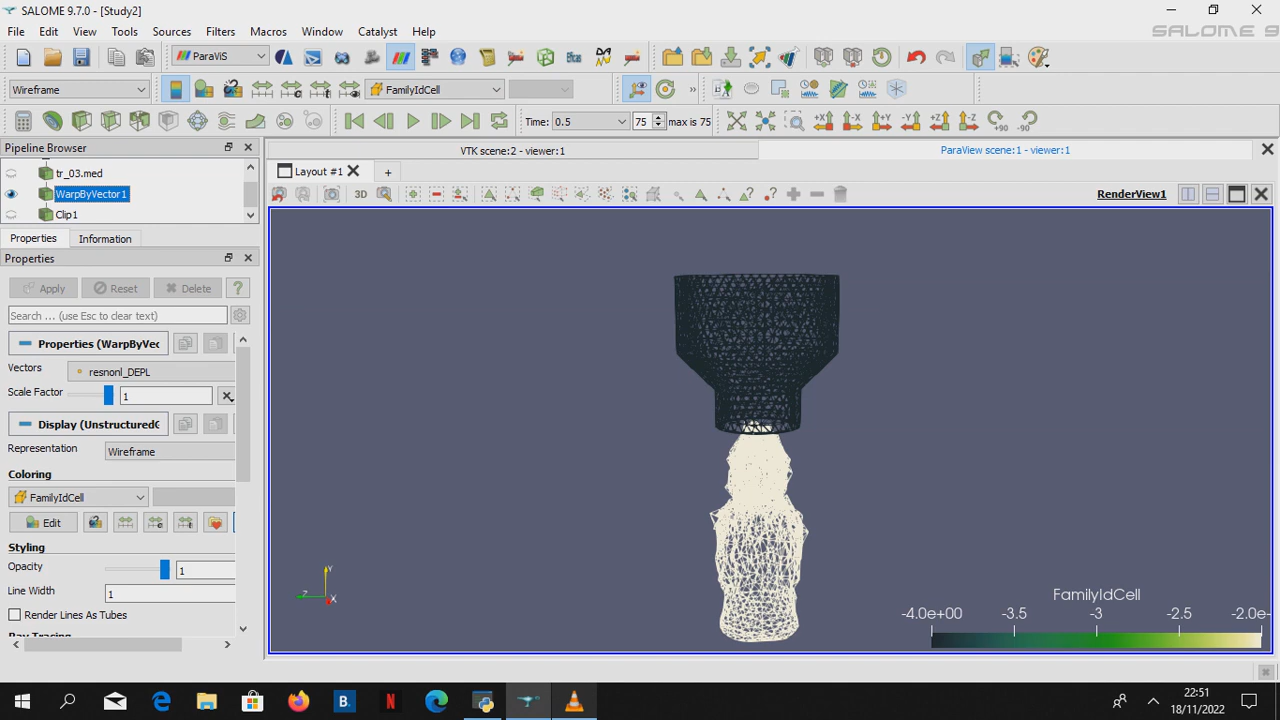 SALOME 9.7.0 - [Study2]
File Edit View Tools Sources Filters Macros Window Catalyst Help
SALOME 9
ParaViS
Wireframe
FamilyIdCell
»
»
+X -X +Y -Y +Z -Z +90 -90
Time: 0.5 75 max is 75
Pipeline Browser
VTK scene:2 - viewer:1
ParaView scene:1 - viewer:1
tr_03.med
WarpByVector1
Clip1
Layout #1
+
3D
RenderView1
Properties Information
Properties
Apply Reset Delete ?
Search ... (use Esc to clear text)
Properties (WarpByVec
Vectors resnonl_DEPL
Scale Factor 1
Display (UnstructuredG
Representation Wireframe
Coloring
FamilyIdCell
Edit
Styling
Opacity 1
Line Width 1
Render Lines As Tubes
Ray Tracing
Y
Z
X
FamilyIdCell
-4.0e+00 -3.5 -3 -2.5 -2.0e-
B.
N
22:51
18/11/2022